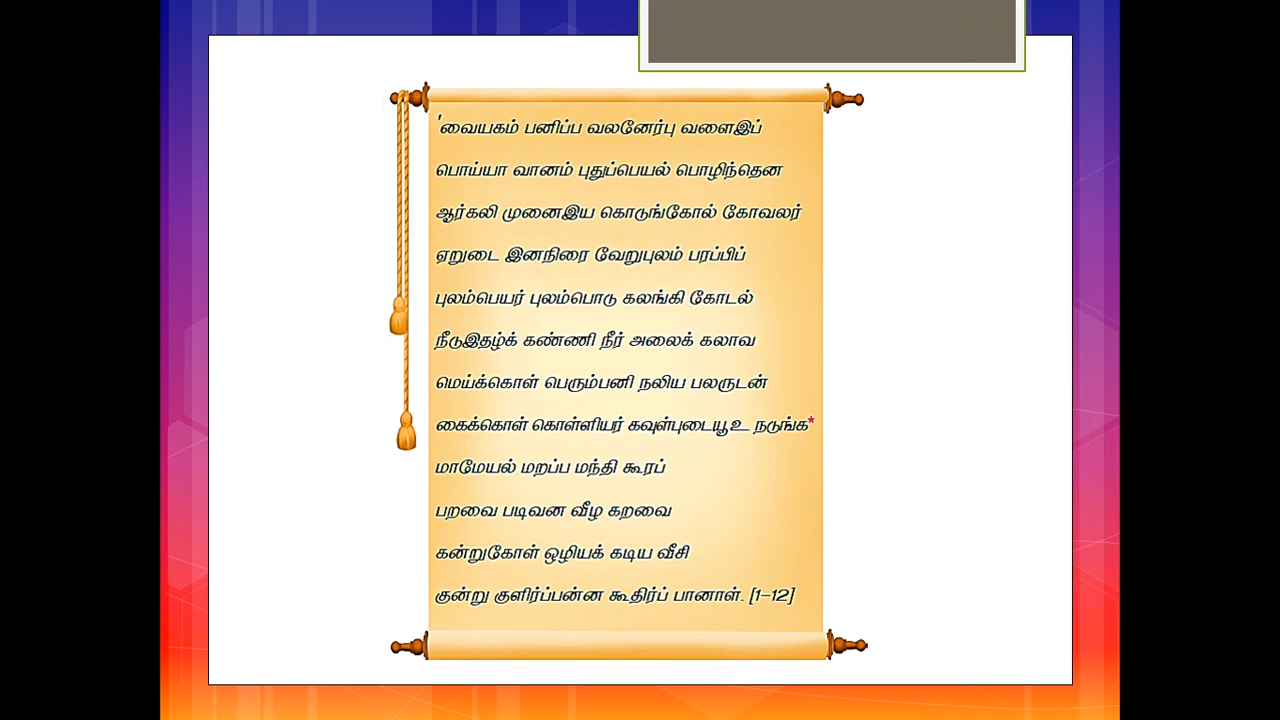 'வையகம் பனிப்ப வலனேர்பு வளைஇப்
பொய்யா வானம் புதுப்பெயல் பொழிந்தென
ஆர்கலி முனைஇய கொடுங்கோல் கோவலர்
ஏறுடை இனநிரை வேறுபுலம் பரப்பிப்
புலம்பெயர் புலம்பொடு கலங்கி கோடல்
நீடுஇதழ்க் கண்ணி நீர் அலைக் கலாவ
மெய்க்கொள் பெரும்பனி நலிய பலருடன்
கைக்கொள் கொள்ளியர் கவுள்புடையூஉ நடுங்க*
மாமேயல் மறப்ப மந்தி கூரப்
பறவை படிவன வீழ கறவை
கன்றுகோள் ஒழியக் கடிய வீசி
குன்று குளிர்ப்பன்ன கூதிர்ப் பானாள். [1-12]